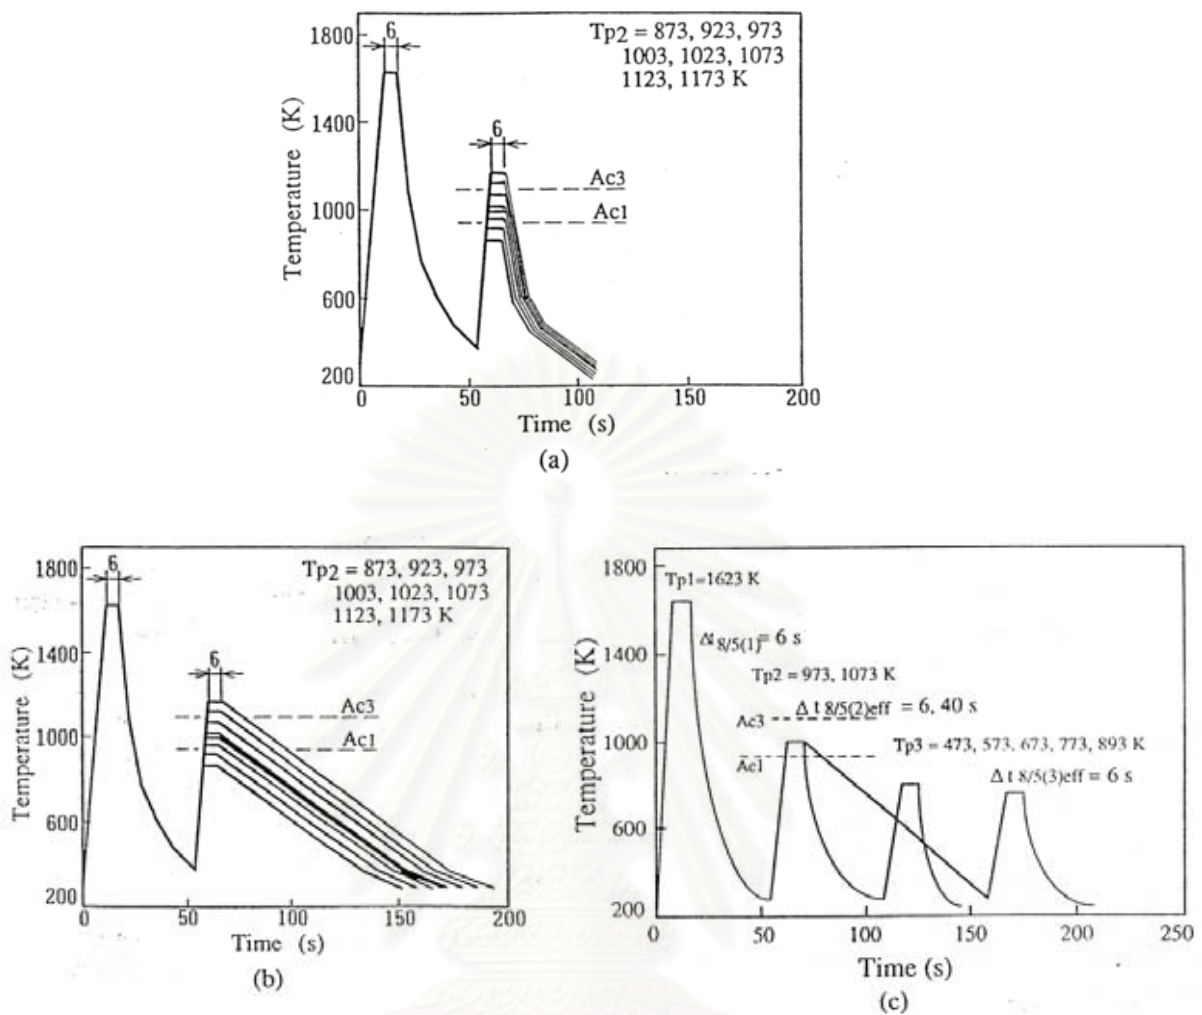 1800
1400
1000
600
200
Temperature (K)
6
6
Tp2 = 873, 923, 973
1003, 1023, 1073
1123, 1173 K
Ac3
Ac1
0
50
100
150
200
Time (s)
(a)
1800
1400
1000
600
200
Temperature (K)
6
6
Tp2 = 873, 923, 973
1003, 1023, 1073
1123, 1173 K
Ac3
Ac1
0
50
100
150
200
Time (s)
(b)
1800
1400
1000
600
200
Temperature (K)
Tp1=1623 K
Δt8/5(1)= 6 s
Tp2 = 973, 1073 K
Δ t 8/5(2)eff = 6, 40 s
Ac3
Ac1
Tp3 = 473, 573, 673, 773, 893 K
Δ t 8/5(3)eff = 6 s
0
50
100
150
200
250
Time (s)
(c)